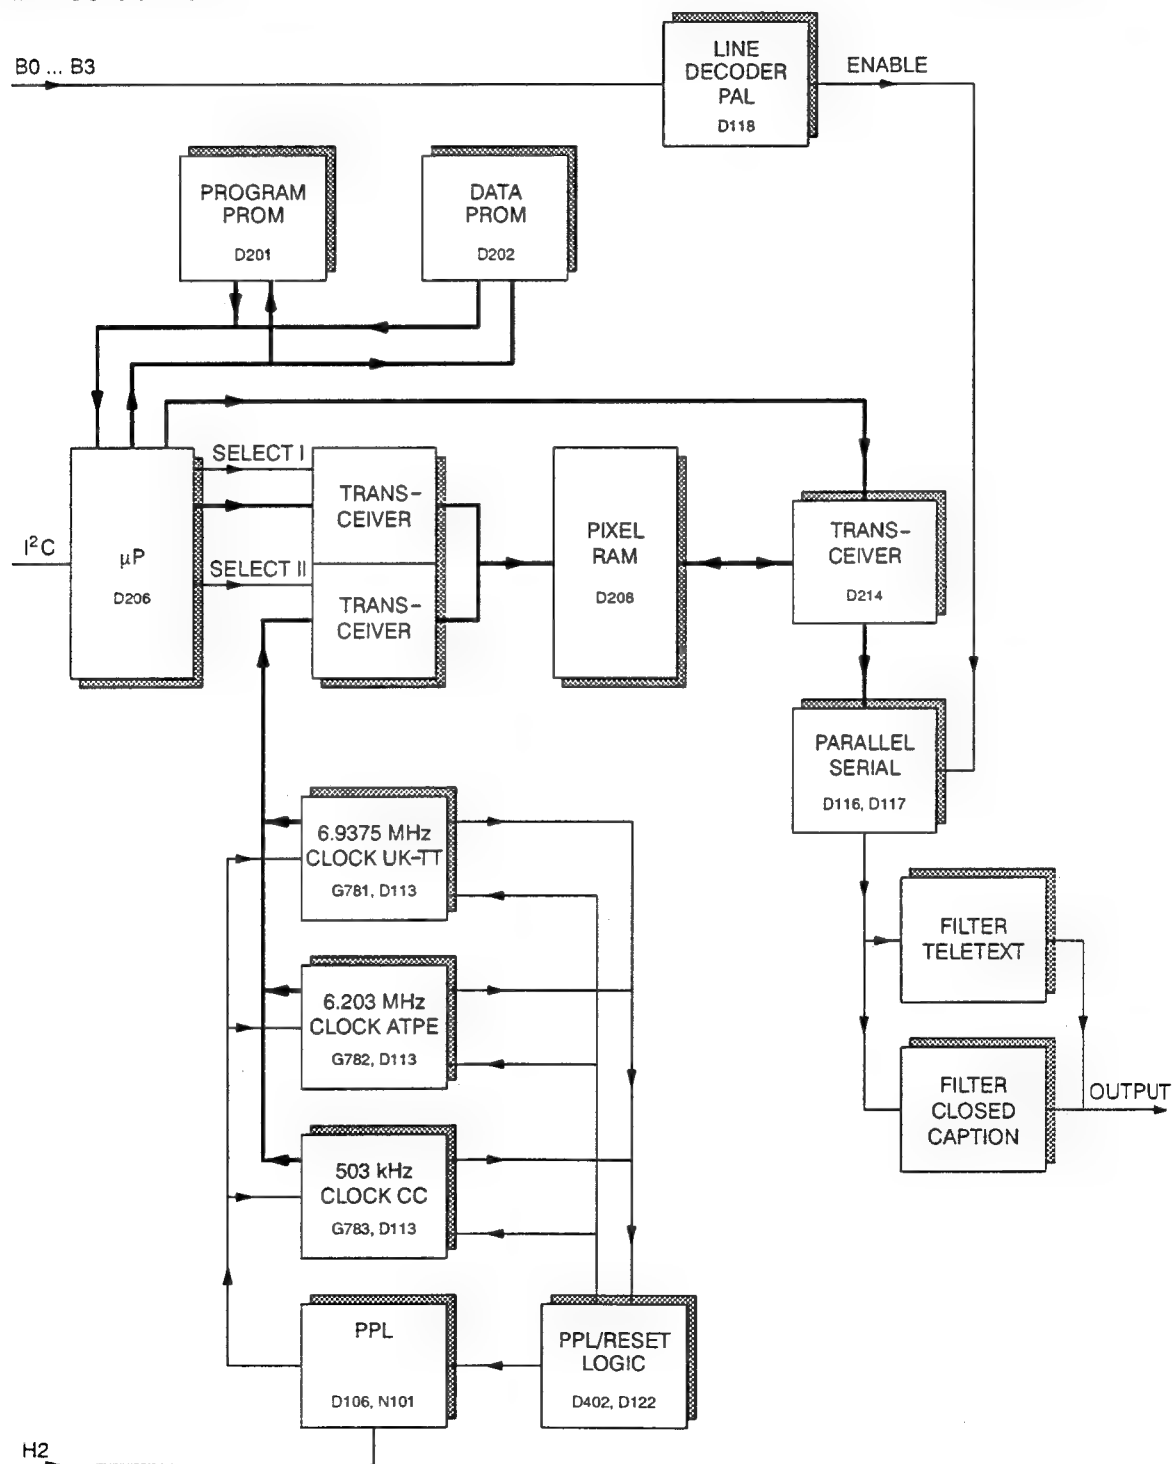 B0 ... B3
LINE
DECODER
PAL
D118
ENABLE
PROGRAM
PROM
D201
DATA
PROM
D202
I²C
µP
D206
SELECT I
SELECT II
TRANS-
CEIVER
TRANS-
CEIVER
PIXEL
RAM
D208
TRANS-
CEIVER
D214
PARALLEL
SERIAL
D116, D117
6.9375 MHz
CLOCK UK-TT
G781, D113
6.203 MHz
CLOCK ATPE
G782, D113
503 kHz
CLOCK CC
G783, D113
FILTER
TELETEXT
FILTER
CLOSED
CAPTION
OUTPUT
PPL
D106, N101
PPL/RESET
LOGIC
D402, D122
H2